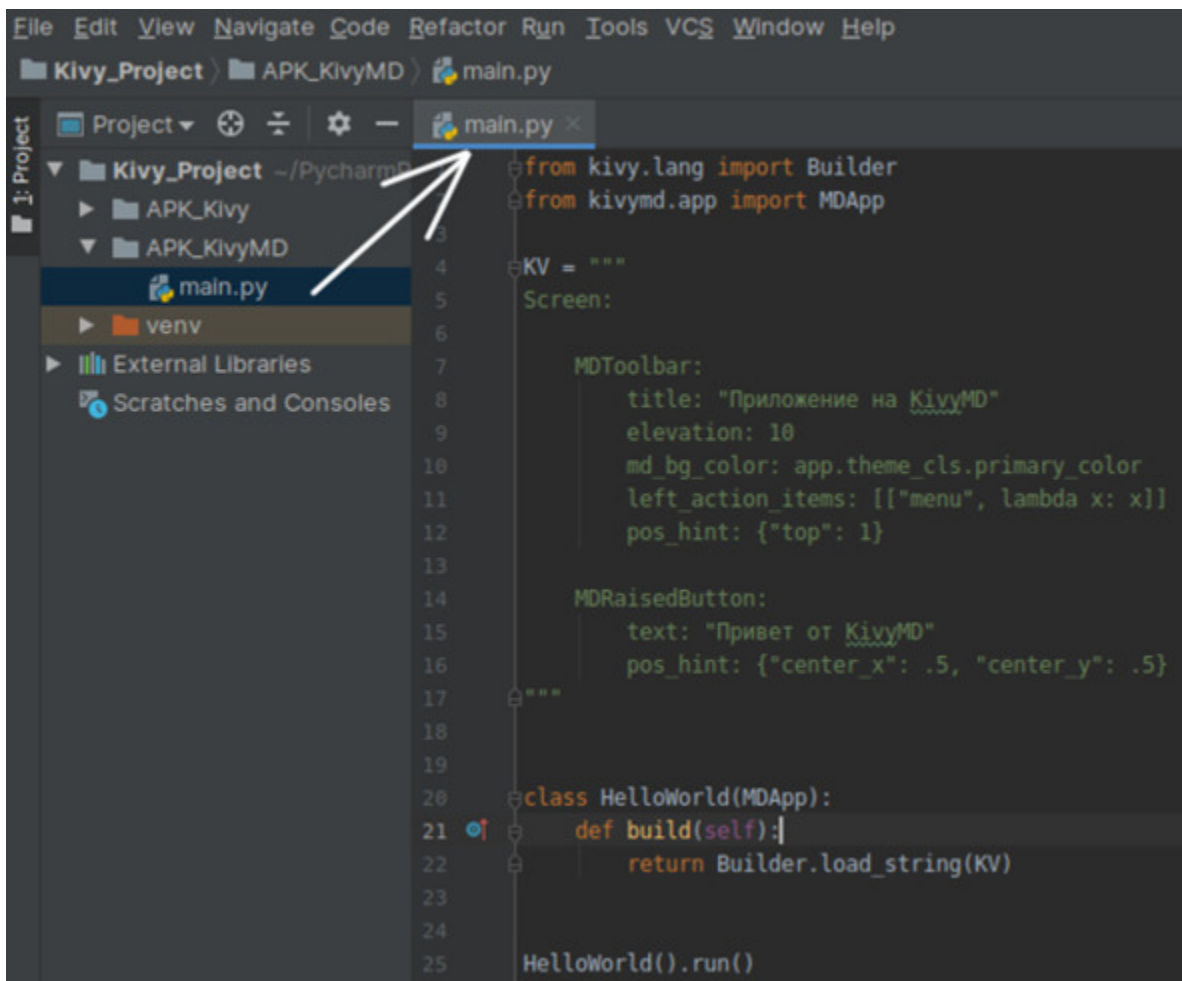 File Edit View Navigate Code Refactor Run Tools VCS Window Help
Kivy_Project APK_KivyMD main.py
1: Project
Project
Kivy_Project
APK_Kivy
APK_KivyMD
main.py
venv
External Libraries
Scratches and Consoles
main.py
from kivy.lang import Builder
from kivymd.app import MDApp
3
4 KV = """
5 Screen:
6
7 MDToolbar:
8 title: "Приложение на KivyMD"
9 elevation: 10
10 md_bg_color: app.theme_cls.primary_color
11 left_action_items: [["menu", lambda x: x]]
12 pos_hint: {"top": 1}
13
14 MDRaisedButton:
15 text: "Привет от KivyMD"
16 pos_hint: {"center_x": .5, "center_y": .5}
17 """
18
19
20 class HelloWorld(MDApp):
21 def build(self):
22 return Builder.load_string(KV)
23
24
25 HelloWorld().run()